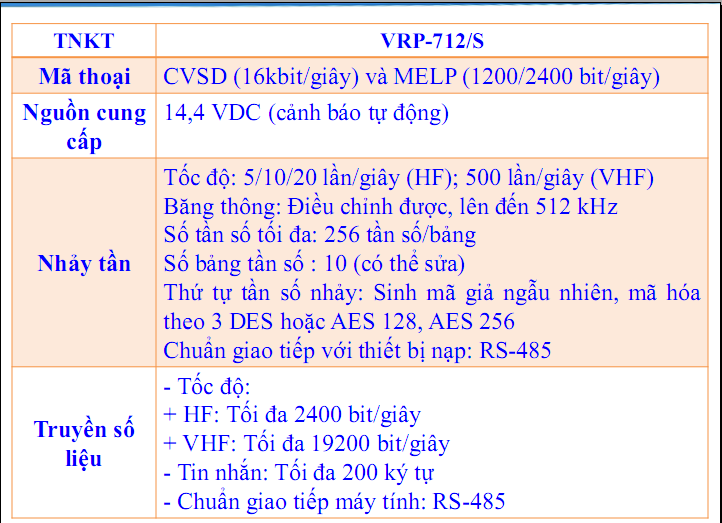 TNKT
VRP-712/S
Mã thoại
CVSD (16kbit/giây) và MELP (1200/2400 bit/giây)
Nguồn cung
cấp
14,4 VDC (cảnh báo tự động)
Nhảy tần
Tốc độ: 5/10/20 lần/giây (HF); 500 lần/giây (VHF)
Băng thông: Điều chỉnh được, lên đến 512 kHz
Số tần số tối đa: 256 tần số/bảng
Số bảng tần số : 10 (có thể sửa)
Thứ tự tần số nhảy: Sinh mã giả ngẫu nhiên, mã hóa
theo 3 DES hoặc AES 128, AES 256
Chuẩn giao tiếp với thiết bị nạp: RS-485
Truyền số
liệu
- Tốc độ:
+ HF: Tối đa 2400 bit/giây
+ VHF: Tối đa 19200 bit/giây
- Tin nhắn: Tối đa 200 ký tự
- Chuẩn giao tiếp máy tính: RS-485